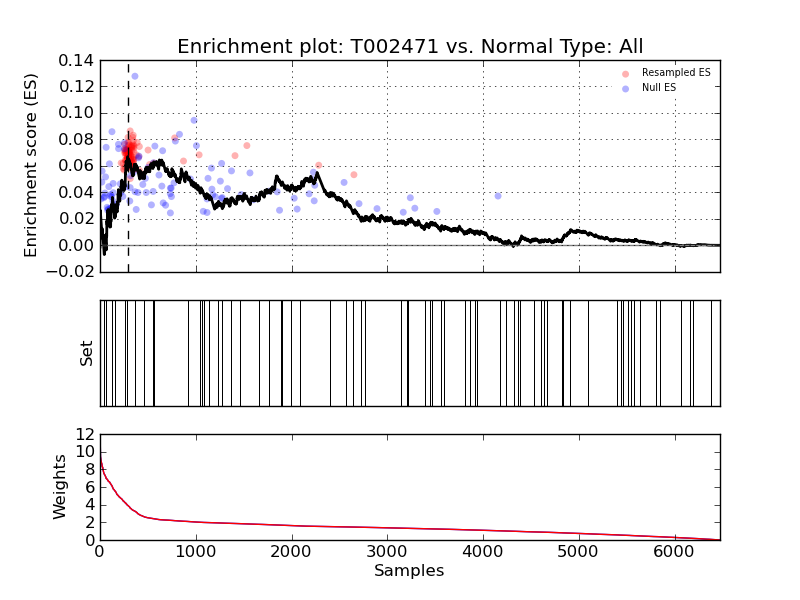 Enrichment plot: T002471 vs. Normal Type: All
Enrichment score (ES)
0.14
0.12
0.10
0.08
0.06
0.04
0.02
0.00
−0.02
Resampled ES
Null ES
Set
Weights
12
10
8
6
4
2
0
0 1000 2000 3000 4000 5000 6000
Samples